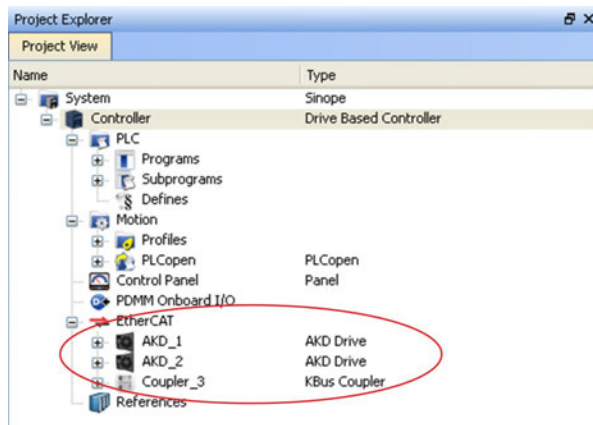 Project Explorer
Project View
Name Type
System Sinope
Controller Drive Based Controller
PLC
Programs
Subprograms
Defines
Motion
Profiles
PLCopen PLCopen
Control Panel Panel
PDMM Onboard I/O
EtherCAT
AKD_1 AKD Drive
AKD_2 AKD Drive
Coupler_3 KBus Coupler
References